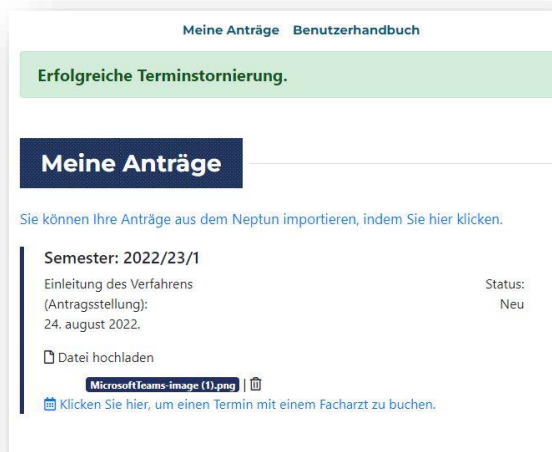 Meine Anträge Benutzerhandbuch
Erfolgreiche Terminstornierung.
Meine Anträge
Sie können Ihre Anträge aus dem Neptun importieren, indem Sie hier klicken.
Semester: 2022/23/1
Einleitung des Verfahrens
(Antragsstellung):
24. august 2022.
Status:
Neu
Datei hochladen
MicrosoftTeams-image (1).png |
Klicken Sie hier, um einen Termin mit einem Facharzt zu buchen.